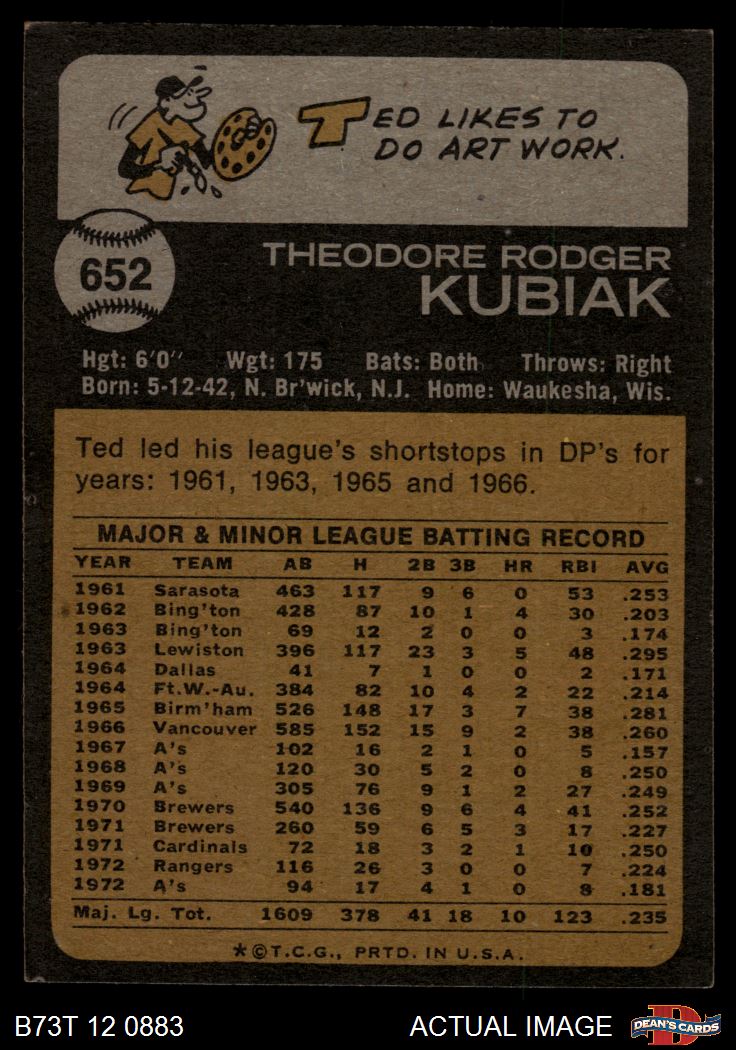 TED LIKES TO
DO ART WORK.
652
THEODORE RODGER
KUBIAK
Hgt: 6'0" Wgt: 175 Bats: Both Throws: Right
Born: 5-12-42, N. Br'wick, N.J. Home: Waukesha, Wis.
Ted led his league's shortstops in DP's for
years: 1961, 1963, 1965 and 1966.
MAJOR & MINOR LEAGUE BATTING RECORD
YEAR TEAM AB H 2B 3B HR RBI AVG
1961 Sarasota 463 117 9 6 0 53 .253
1962 Bing'ton 428 87 10 1 4 30 .203
1963 Bing'ton 69 12 2 0 0 3 .174
1963 Lewiston 396 117 23 3 5 48 .295
1964 Dallas 41 7 1 0 0 2 .171
1964 Ft.W.-Au. 384 82 10 4 2 22 .214
1965 Birm'ham 526 148 17 3 7 38 .281
1966 Vancouver 585 152 15 9 2 38 .260
1967 A's 102 16 2 1 0 5 .157
1968 A's 120 30 5 2 0 8 .250
1969 A's 305 76 9 1 2 27 .249
1970 Brewers 540 136 9 6 4 41 .252
1971 Brewers 260 59 6 5 3 17 .227
1971 Cardinals 72 18 3 2 1 10 .250
1972 Rangers 116 26 3 0 0 7 .224
1972 A's 94 17 4 1 0 8 .181
Maj. Lg. Tot. 1609 378 41 18 10 123 .235
*©T.C.G., PRTD. IN U.S.A.
B73T 12 0883 ACTUAL IMAGE D DEAN'S CARDS